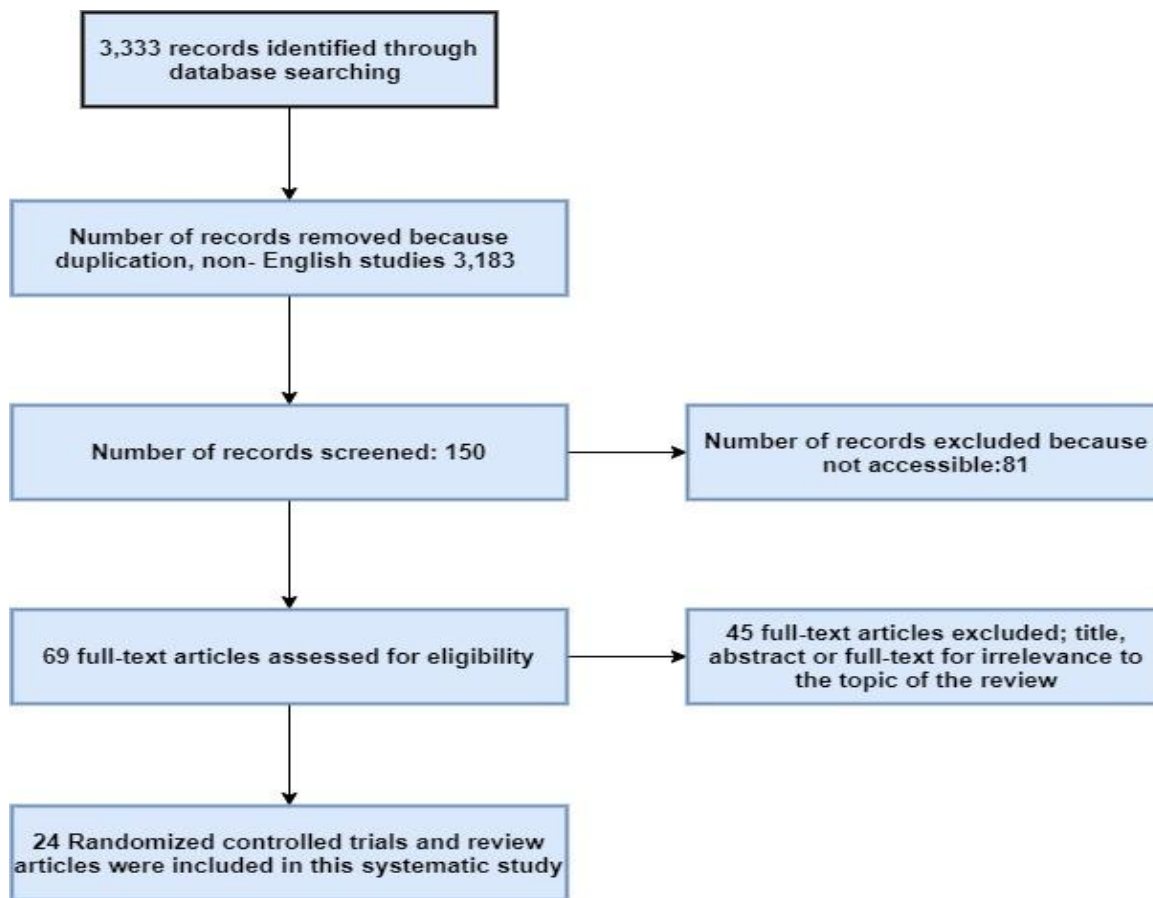 3,333 records identified through
database searching
Number of records removed because
duplication, non- English studies 3,183
Number of records screened: 150
Number of records excluded because
not accessible:81
69 full-text articles assessed for eligibility
45 full-text articles excluded; title,
abstract or full-text for irrelevance to
the topic of the review
24 Randomized controlled trials and review
articles were included in this systematic study